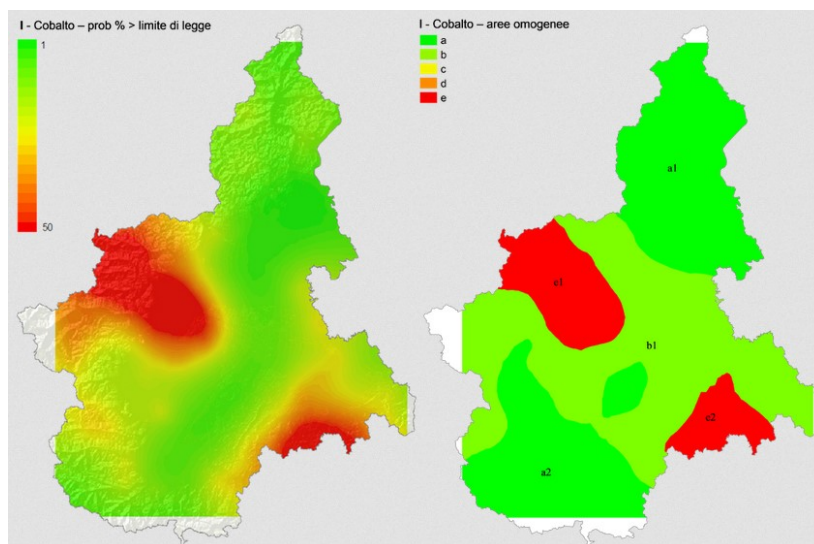 I - Cobalto – prob % > limite di legge
1
50
I - Cobalto – aree omogenee
a
b
c
d
e
a1
e1
b1
e2
a2